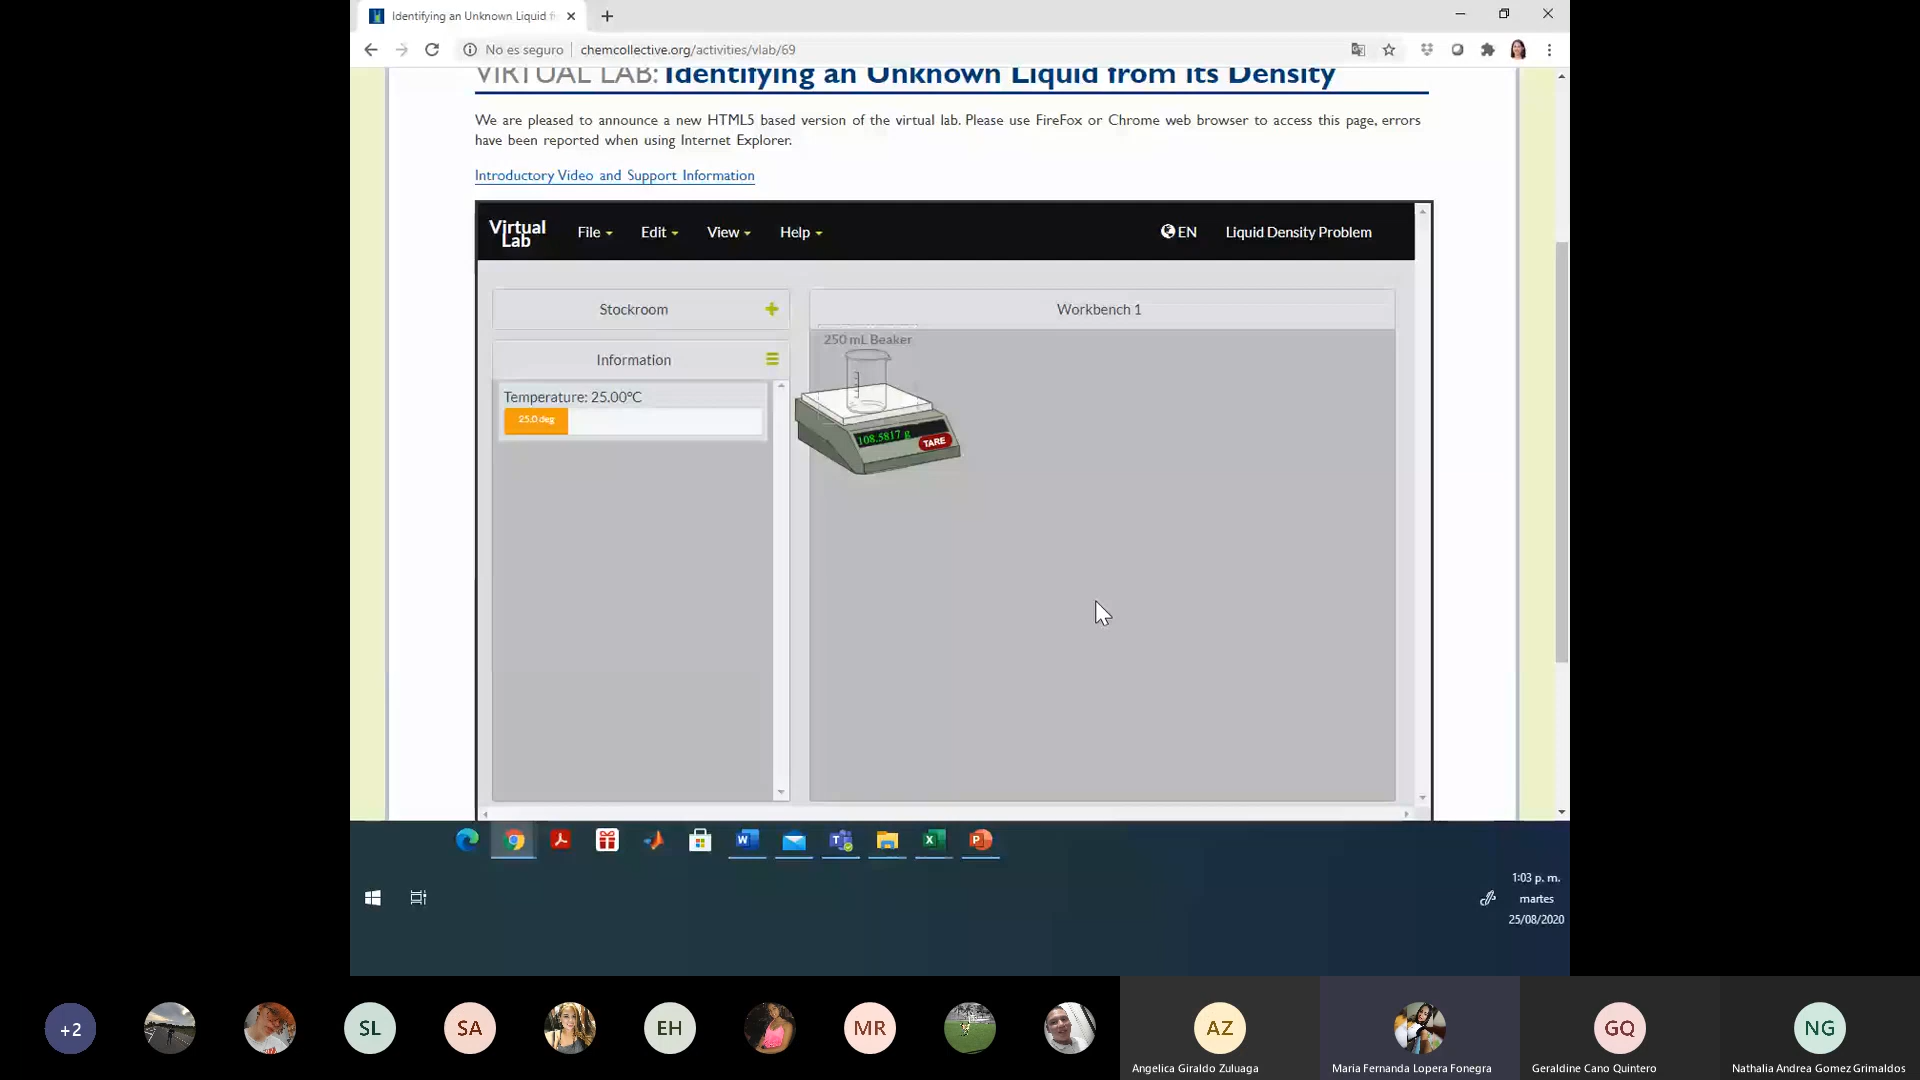 Identifying an Unknown Liquid f
No es seguro
chemcollective.org/activities/vlab/69
VIRTUAL LAB: Identifying an Unknown Liquid from its Density
We are pleased to announce a new HTML5 based version of the virtual lab. Please use FireFox or Chrome web browser to access this page, errors
have been reported when using Internet Explorer.
Introductory Video and Support Information
Virtual
Lab
File
Edit
View
Help
EN
Liquid Density Problem
Stockroom
Workbench 1
Information
250 mL Beaker
Temperature: 25.00°C
25.0 deg
108.5817 g
TARE
1:03 p. m.
martes
25/08/2020
+2
SL
SA
EH
MR
AZ
GQ
NG
Angelica Giraldo Zuluaga
Maria Fernanda Lopera Fonegra
Geraldine Cano Quintero
Nathalia Andrea Gomez Grimaldos